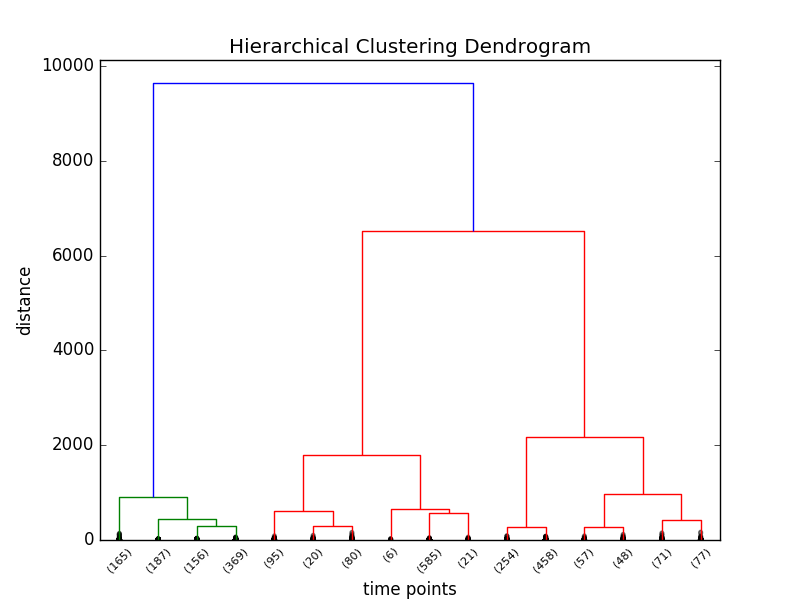 Hierarchical Clustering Dendrogram
10000
8000
6000
4000
2000
0
distance
(165) (187) (156) (369) (95) (20) (80) (6) (585) (21) (254) (458) (57) (48) (71) (77)
time points